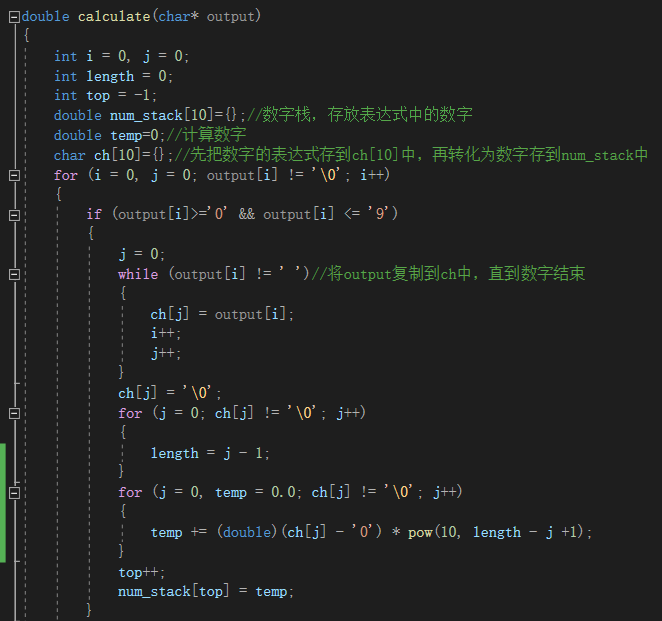 double calculate(char* output)
{
int i = 0, j = 0;
int length = 0;
int top = -1;
double num_stack[10]={};//数字栈，存放表达式中的数字
double temp=0;//计算数字
char ch[10]={};//先把数字的表达式存到ch[10]中，再转化为数字存到num_stack中
for (i = 0, j = 0; output[i] != '\0'; i++)
{
if (output[i]>='0' && output[i] <= '9')
{
j = 0;
while (output[i] != ' ')//将output复制到ch中，直到数字结束
{
ch[j] = output[i];
i++;
j++;
}
ch[j] = '\0';
for (j = 0; ch[j] != '\0'; j++)
{
length = j - 1;
}
for (j = 0, temp = 0.0; ch[j] != '\0'; j++)
{
temp += (double)(ch[j] - '0') * pow(10, length - j +1);
}
top++;
num_stack[top] = temp;
}